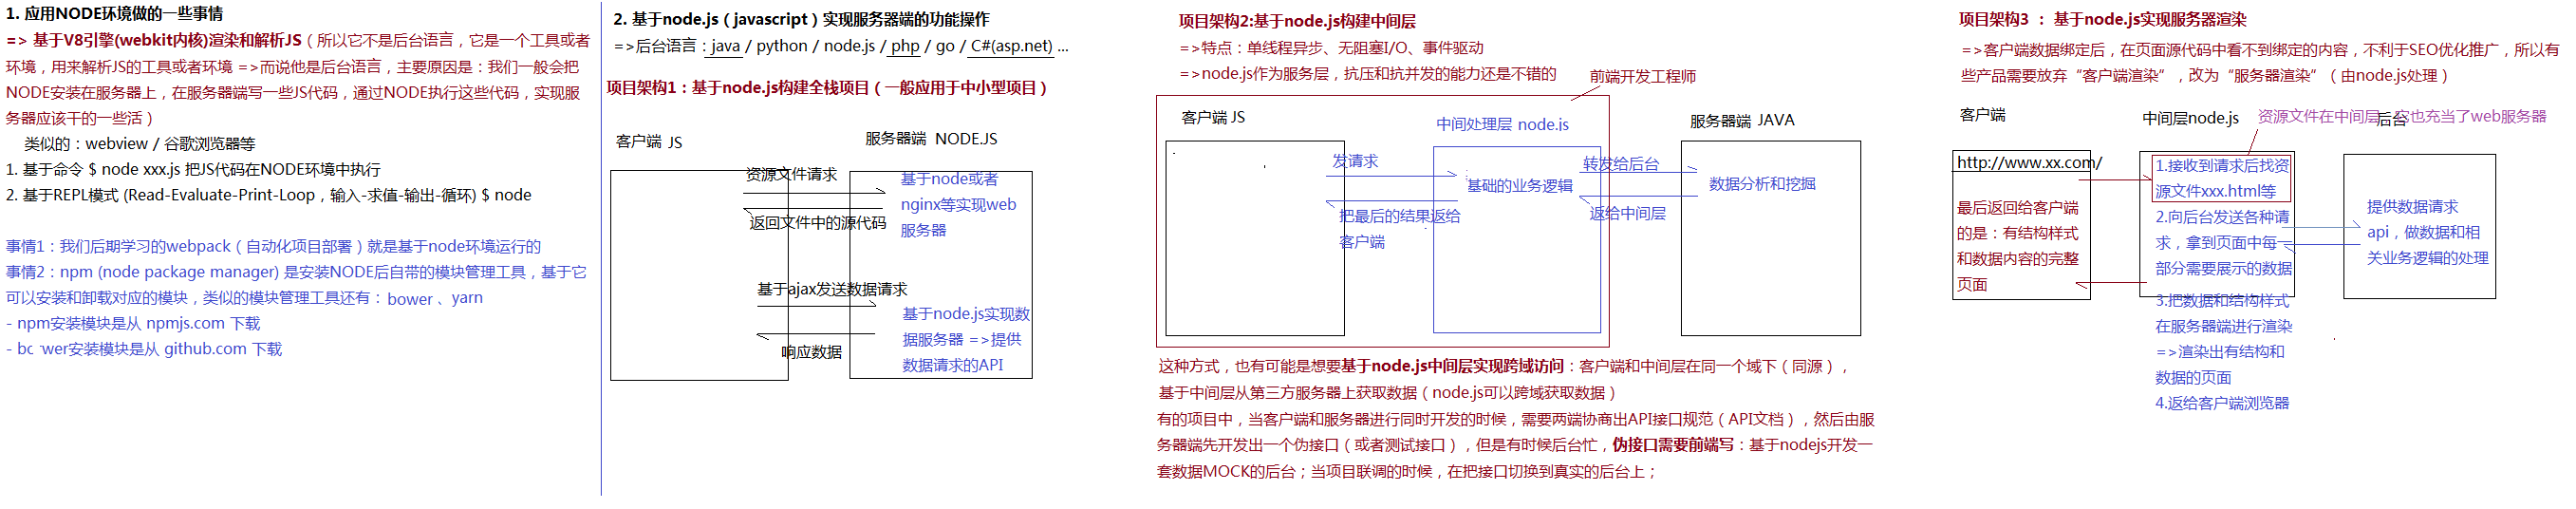 1. 应用NODE环境做的一些事情
=> 基于V8引擎(webkit内核)渲染和解析JS（所以它不是后台语言，它是一个工具或者
环境，用来解析JS的工具或者环境 =>而说他是后台语言，主要原因是：我们一般会把
NODE安装在服务器上，在服务器端写一些JS代码，通过NODE执行这些代码，实现服
务器应该干的一些活）
类似的：webview / 谷歌浏览器等
1. 基于命令 $ node xxx.js 把JS代码在NODE环境中执行
2. 基于REPL模式 (Read-Evaluate-Print-Loop，输入-求值-输出-循环) $ node
事情1：我们后期学习的webpack（自动化项目部署）就是基于node环境运行的
事情2：npm (node package manager) 是安装NODE后自带的模块管理工具，基于它
可以安装和卸载对应的模块，类似的模块管理工具还有：bower 、yarn
- npm安装模块是从 npmjs.com 下载
- bower安装模块是从 github.com 下载
2. 基于node.js（javascript）实现服务器端的功能操作
=>后台语言：java / python / node.js / php / go / C#(asp.net) ...
项目架构1：基于node.js构建全栈项目（一般应用于中小型项目）
客户端 JS
服务器端 NODE.JS
资源文件请求
返回文件中的源代码
基于node或者
nginx等实现web
服务器
基于ajax发送数据请求
响应数据
基于node.js实现数
据服务器 =>提供
数据请求的API
项目架构2:基于node.js构建中间层
=>特点：单线程异步、无阻塞I/O、事件驱动
=>node.js作为服务层，抗压和抗并发的能力还是不错的
前端开发工程师
客户端 JS
中间处理层 node.js
服务器端 JAVA
发请求
把最后的结果返给
客户端
基础的业务逻辑
转发给后台
返给中间层
数据分析和挖掘
这种方式，也有可能是想要基于node.js中间层实现跨域访问：客户端和中间层在同一个域下（同源），
基于中间层从第三方服务器上获取数据（node.js可以跨域获取数据）
有的项目中，当客户端和服务器进行同时开发的时候，需要两端协商出API接口规范（API文档），然后由服
务器端先开发出一个伪接口（或者测试接口），但是有时候后台忙，伪接口需要前端写：基于nodejs开发一
套数据MOCK的后台；当项目联调的时候，在把接口切换到真实的后台上；
项目架构3 ： 基于node.js实现服务器渲染
=>客户端数据绑定后，在页面源代码中看不到绑定的内容，不利于SEO优化推广，所以有
些产品需要放弃“客户端渲染”，改为“服务器渲染”（由node.js处理）
客户端
中间层node.js
资源文件在中间层，它也充当了web服务器
后台
http://www.xx.com/
最后返回给客户端
的是：有结构样式
和数据内容的完整
页面
1.接收到请求后找资
源文件xxx.html等
2.向后台发送各种请
求，拿到页面中每一
部分需要展示的数据
3.把数据和结构样式
在服务器端进行渲染
=>渲染出有结构和
数据的页面
4.返给客户端浏览器
提供数据请求
api，做数据和相
关业务逻辑的处理